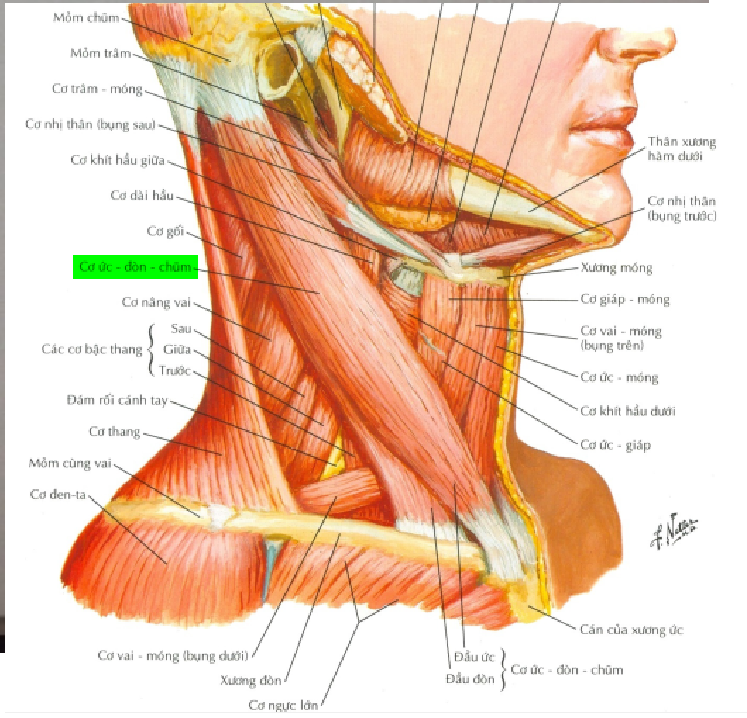 Mỏm chũm
Mỏm trâm
Cơ trâm - móng
Cơ nhị thân (bụng sau)
Cơ khít hầu giữa
Cơ dài hầu
Cơ gối
Cơ ức - đòn - chũm
Cơ nâng vai
Các cơ bậc thang
Sau
Giữa
Trước
Đám rối cánh tay
Cơ thang
Mỏm cùng vai
Cơ đen-ta
Thân xương
hàm dưới
Cơ nhị thân
(bụng trước)
Xương móng
Cơ giáp - móng
Cơ vai - móng
(bụng trên)
Cơ ức - móng
Cơ khít hầu dưới
Cơ ức - giáp
F. Netter
Cán của xương ức
Cơ vai - móng (bụng dưới)
Xương đòn
Cơ ngực lớn
Đầu ức
Đầu đòn
Cơ ức - đòn - chũm